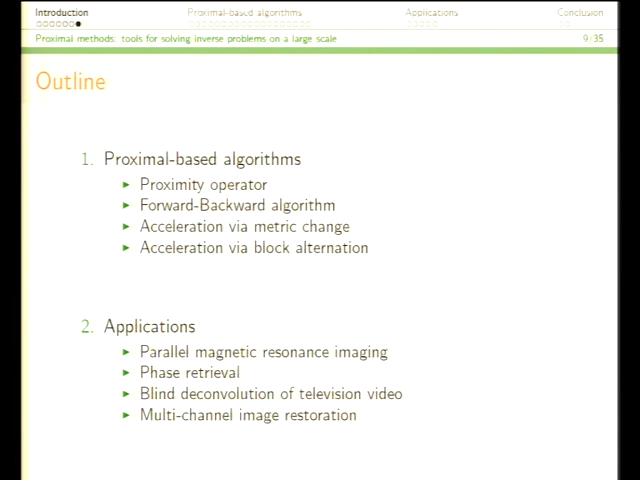 Introduction Proximal-based algorithms Applications Conclusion
Proximal methods: tools for solving inverse problems on a large scale 9/35
Outline
1. Proximal-based algorithms
► Proximity operator
► Forward-Backward algorithm
► Acceleration via metric change
► Acceleration via block alternation
2. Applications
► Parallel magnetic resonance imaging
► Phase retrieval
► Blind deconvolution of television video
► Multi-channel image restoration